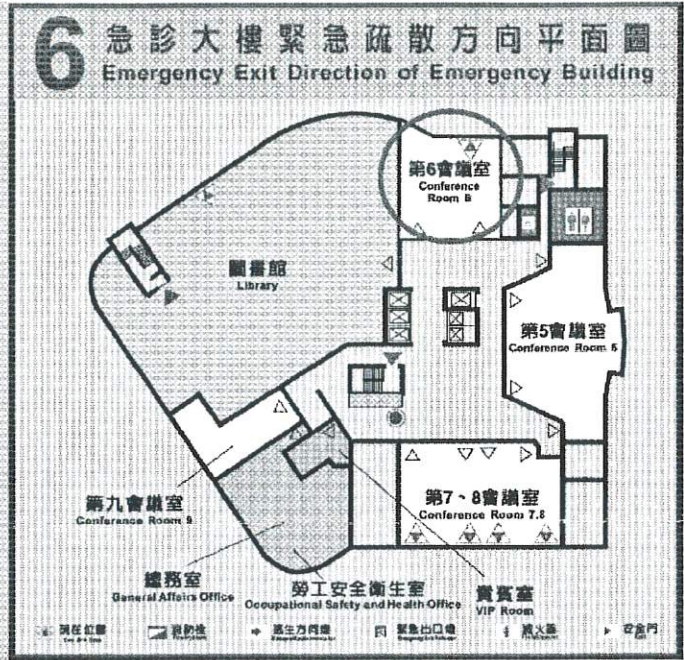 6
急診大樓緊急疏散方向平面圖
Emergency Exit Direction of Emergency Building
第6會議室
Conference
Room 6
圖書館
Library
第5會議室
Conference Room 5
第7、8會議室
Conference Room 7.8
第九會議室
Conference Room 9
總務室
General Affairs Office
勞工安全衛生室
Occupational Safety and Health Office
貴賓室
VIP Room
現在位置
消防栓
逃生方向燈
緊急出口燈
滅火器
安全門